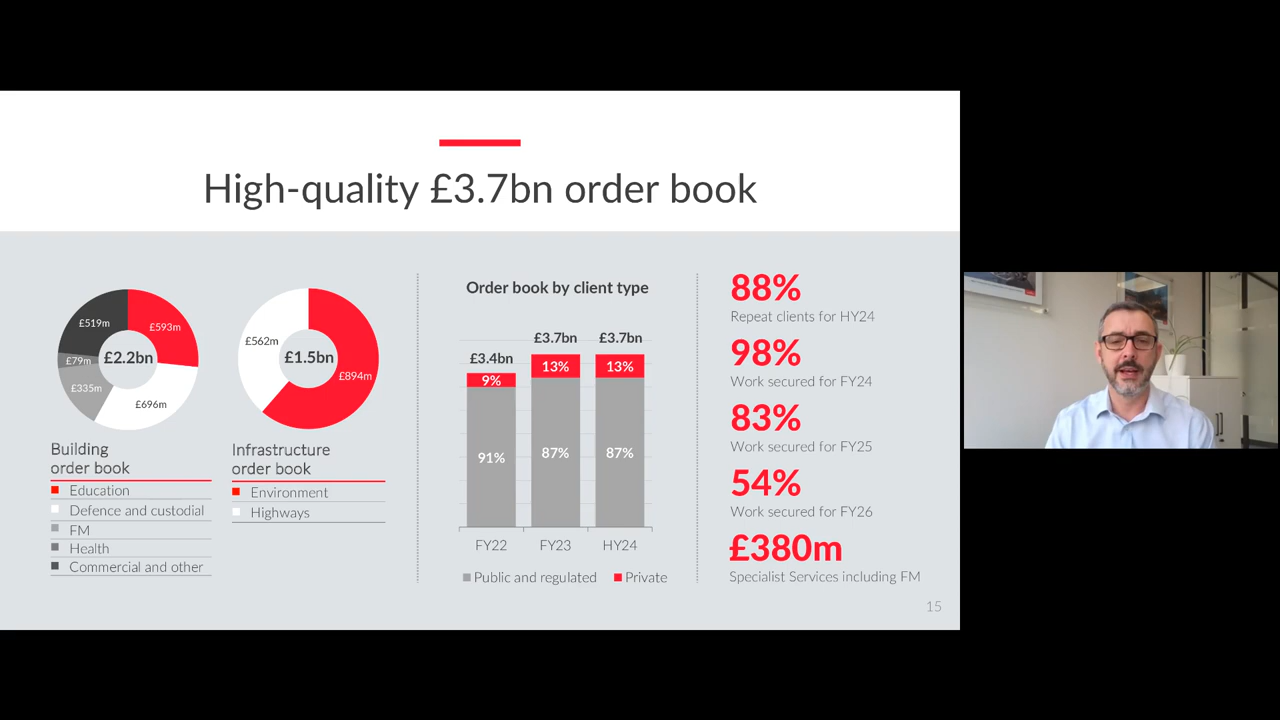 High-quality £3.7bn order book
£519m
£593m
£79m
£2.2bn
£335m
£696m
Building
order book
Education
Defence and custodial
FM
Health
Commercial and other
£562m
£1.5bn
£894m
Infrastructure
order book
Environment
Highways
Order book by client type
£3.4bn
£3.7bn
£3.7bn
9%
13%
13%
91%
87%
87%
FY22
FY23
HY24
Public and regulated
Private
88%
Repeat clients for HY24
98%
Work secured for FY24
83%
Work secured for FY25
54%
Work secured for FY26
£380m
Specialist Services including FM
15